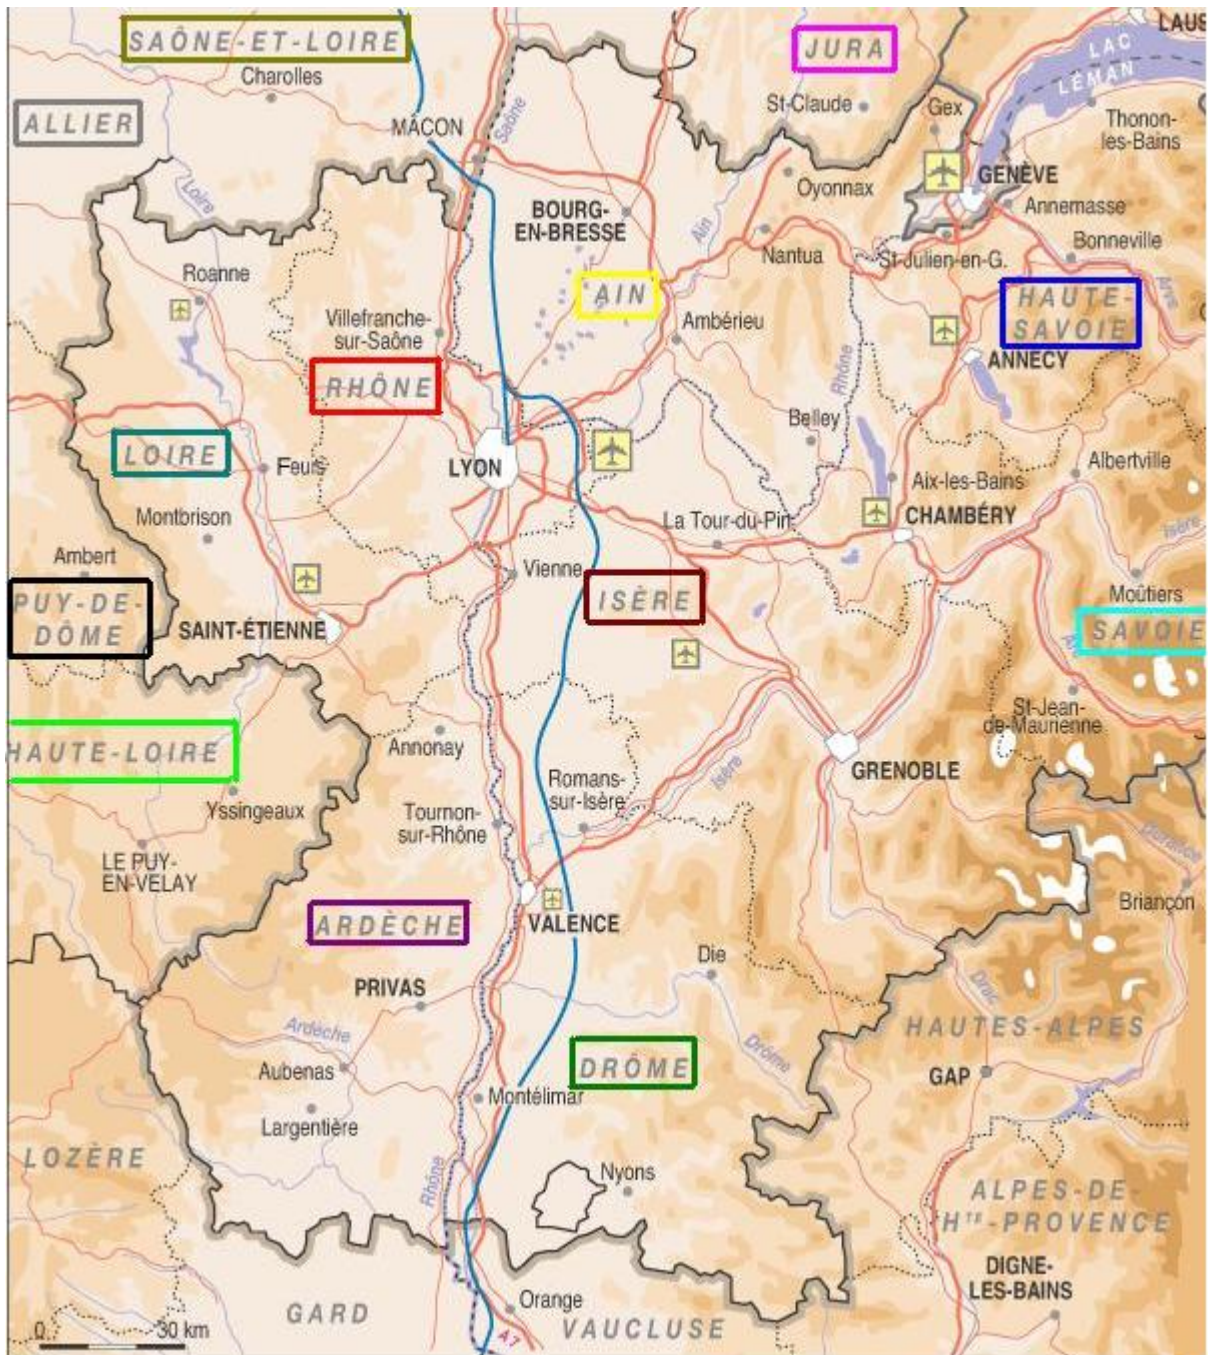 SAÔNE-ET-LOIRE
JURA
LAUS
LAC
LÉMAN
Charolles
St-Claude
Gex
Thonon-
les-Bains
ALLIER
MACON
Saône
Loire
GENÈVE
Oyonnax
Annemasse
BOURG-
EN-BRESSE
Ain
Nantua
St-Julien-en-G.
Bonneville
Arve
Roanne
AIN
HAUTE-
SAVOIE
Villefranche-
sur-Saône
Ambérieu
ANNECY
Rhône
RHÔNE
Belley
LOIRE
Feurs
LYON
Albertville
Aix-les-Bains
CHAMBÉRY
Montbrison
La Tour-du-Pin
Isère
Ambert
Vienne
ISÈRE
Moûtiers
PUY-DE-
DÔME
SAINT-ÉTIENNE
SAVOIE
Ar
St-Jean-
de-Maurienne
HAUTE-LOIRE
Annonay
Isère
GRENOBLE
Romans-
sur-Isère
Yssingeaux
Tournon-
sur-Rhône
Durance
LE PUY-
EN-VELAY
Briançon
ARDÈCHE
VALENCE
Die
PRIVAS
Drac
Ardèche
HAUTES-ALPES
Drôme
DRÔME
Aubenas
GAP
Montélimar
Largentière
LOZÈRE
Rhône
Nyons
ALPES-DE-
HTE-PROVENCE
DIGNE-
LES-BAINS
Orange
GARD
VAUCLUSE
0 30 km
A7